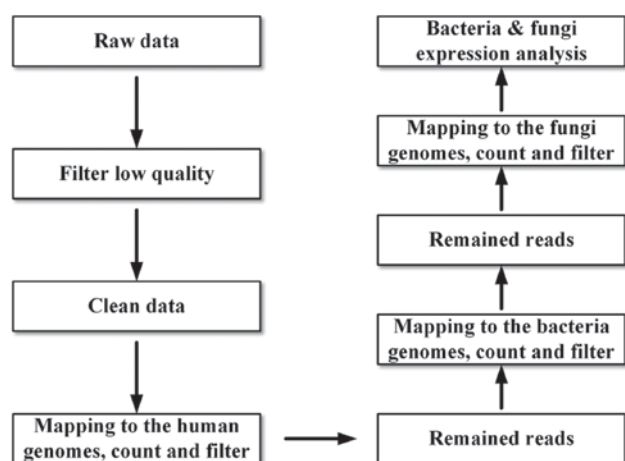 Raw data
Filter low quality
Clean data
Mapping to the human
genomes, count and filter
Remained reads
Mapping to the bacteria
genomes, count and filter
Remained reads
Mapping to the fungi
genomes, count and filter
Bacteria & fungi
expression analysis